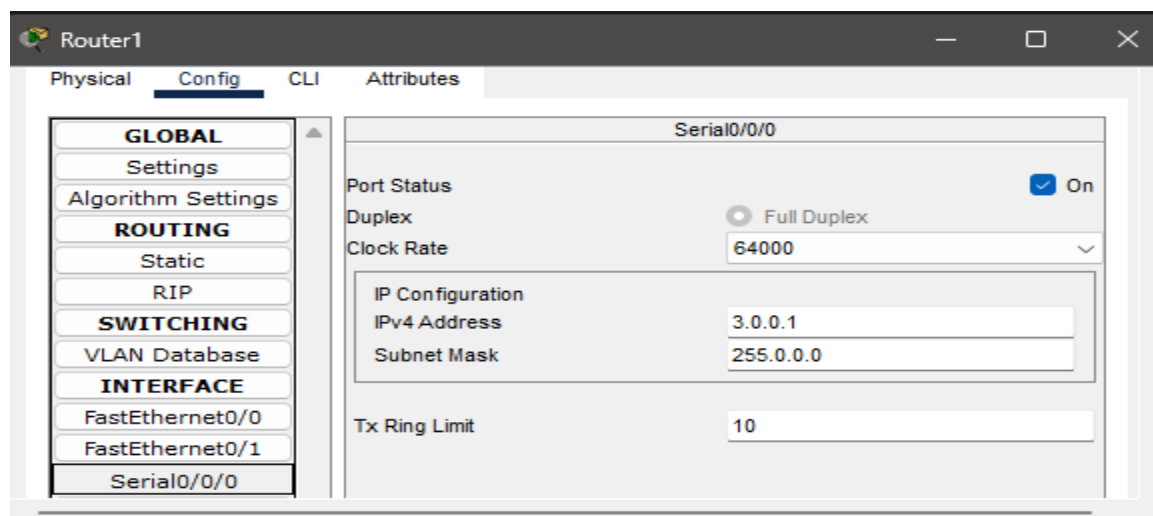 Router1
Physical Config CLI Attributes
GLOBAL
Settings
Algorithm Settings
ROUTING
Static
RIP
SWITCHING
VLAN Database
INTERFACE
FastEthernet0/0
FastEthernet0/1
Serial0/0/0
Serial0/0/0
Port Status On
Duplex Full Duplex
Clock Rate 64000
IP Configuration
IPv4 Address 3.0.0.1
Subnet Mask 255.0.0.0
Tx Ring Limit 10